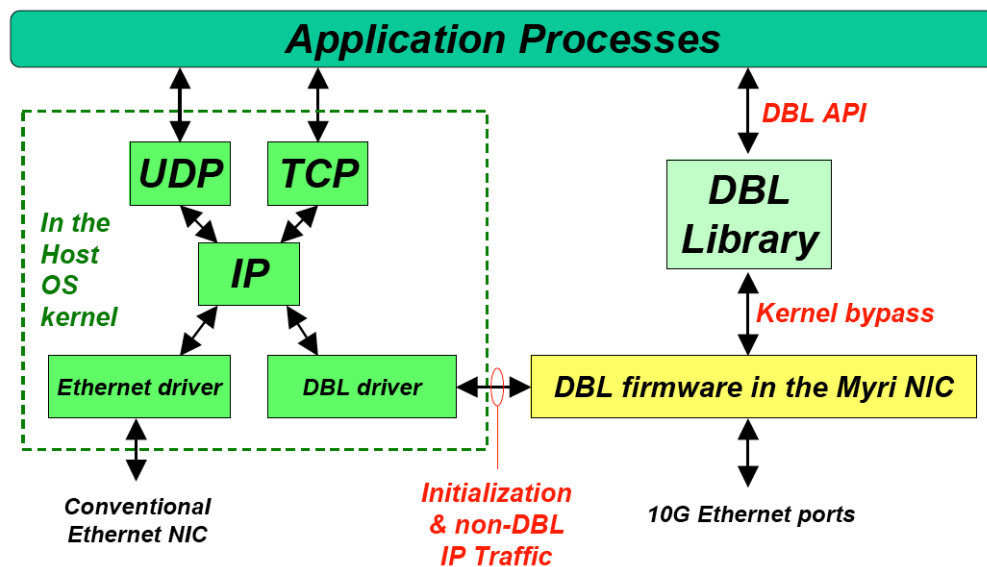 Application Processes
DBL API
UDP
TCP
DBL
Library
In the
Host
OS
kernel
IP
Kernel bypass
Ethernet driver
DBL driver
DBL firmware in the Myri NIC
Conventional
Ethernet NIC
Initialization
& non-DBL
IP Traffic
10G Ethernet ports